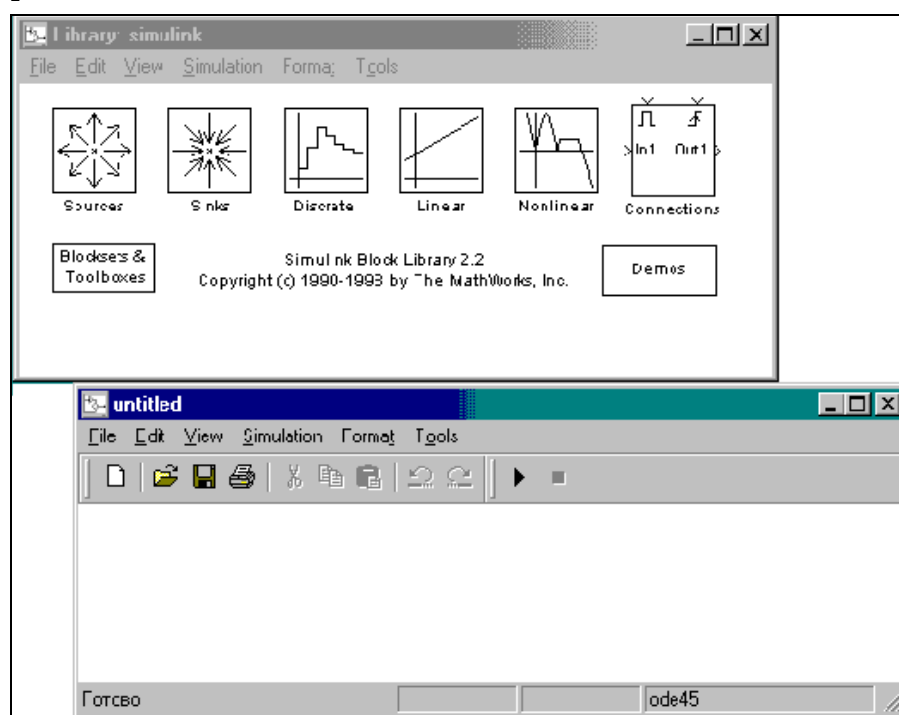 Library: simulink
File Edit View Simulation Format Tools
In1 Out1
Sources Sinks Discrete Linear Nonlinear Connections
Blocksets &
Toolboxes
Simulink Block Library 2.2
Copyright (c) 1990-1998 by The MathWorks, Inc.
Demos
untitled
File Edit View Simulation Format Tools
Готово ode45